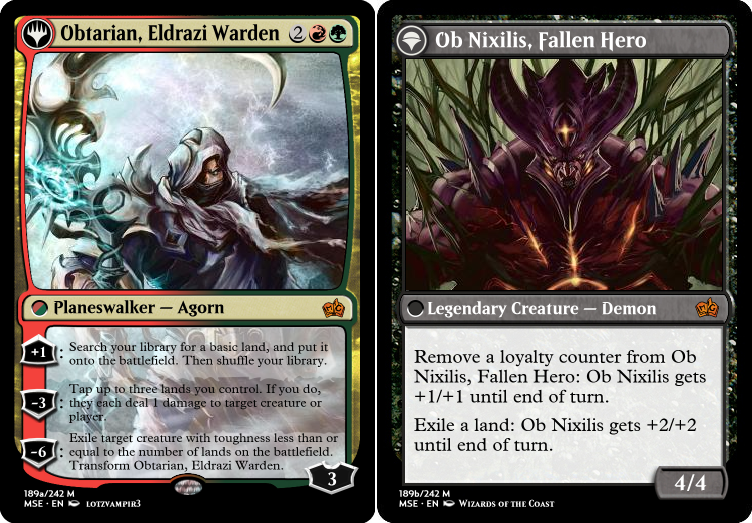 Obtarian, Eldrazi Warden 2
Planeswalker — Agorn
+1: Search your library for a basic land, and put it
onto the battlefield. Then shuffle your library.
-3: Tap up to three lands you control. If you do,
they each deal 1 damage to target creature or
player.
-6: Exile target creature with toughness less than or
equal to the number of lands on the battlefield.
Transform Obtarian, Eldrazi Warden.
3
189a/242 M
MSE · EN LOTZVAMPIR3
Ob Nixilis, Fallen Hero
Legendary Creature — Demon
Remove a loyalty counter from Ob
Nixilis, Fallen Hero: Ob Nixilis gets
+1/+1 until end of turn.
Exile a land: Ob Nixilis gets +2/+2
until end of turn.
4/4
189b/242 M
MSE · EN Wizards of the Coast